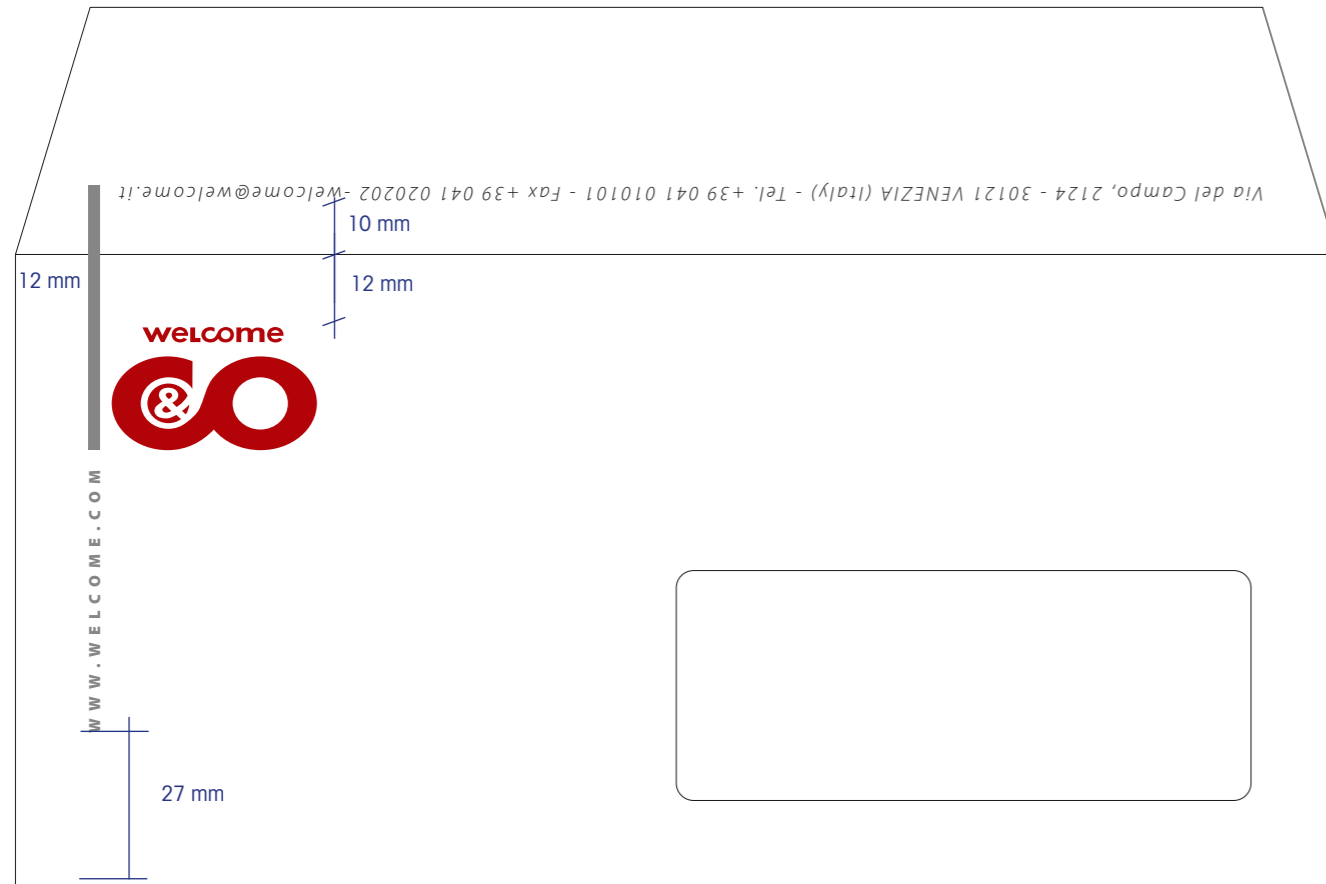 Via del Campo, 2124 - 30121 VENEZIA (Italy) - Tel. +39 041 010101 - Fax +39 041 020202 -welcome@welcome.it
10 mm
12 mm
12 mm
welcome
C&O
WWW.WELCOME.COM
27 mm